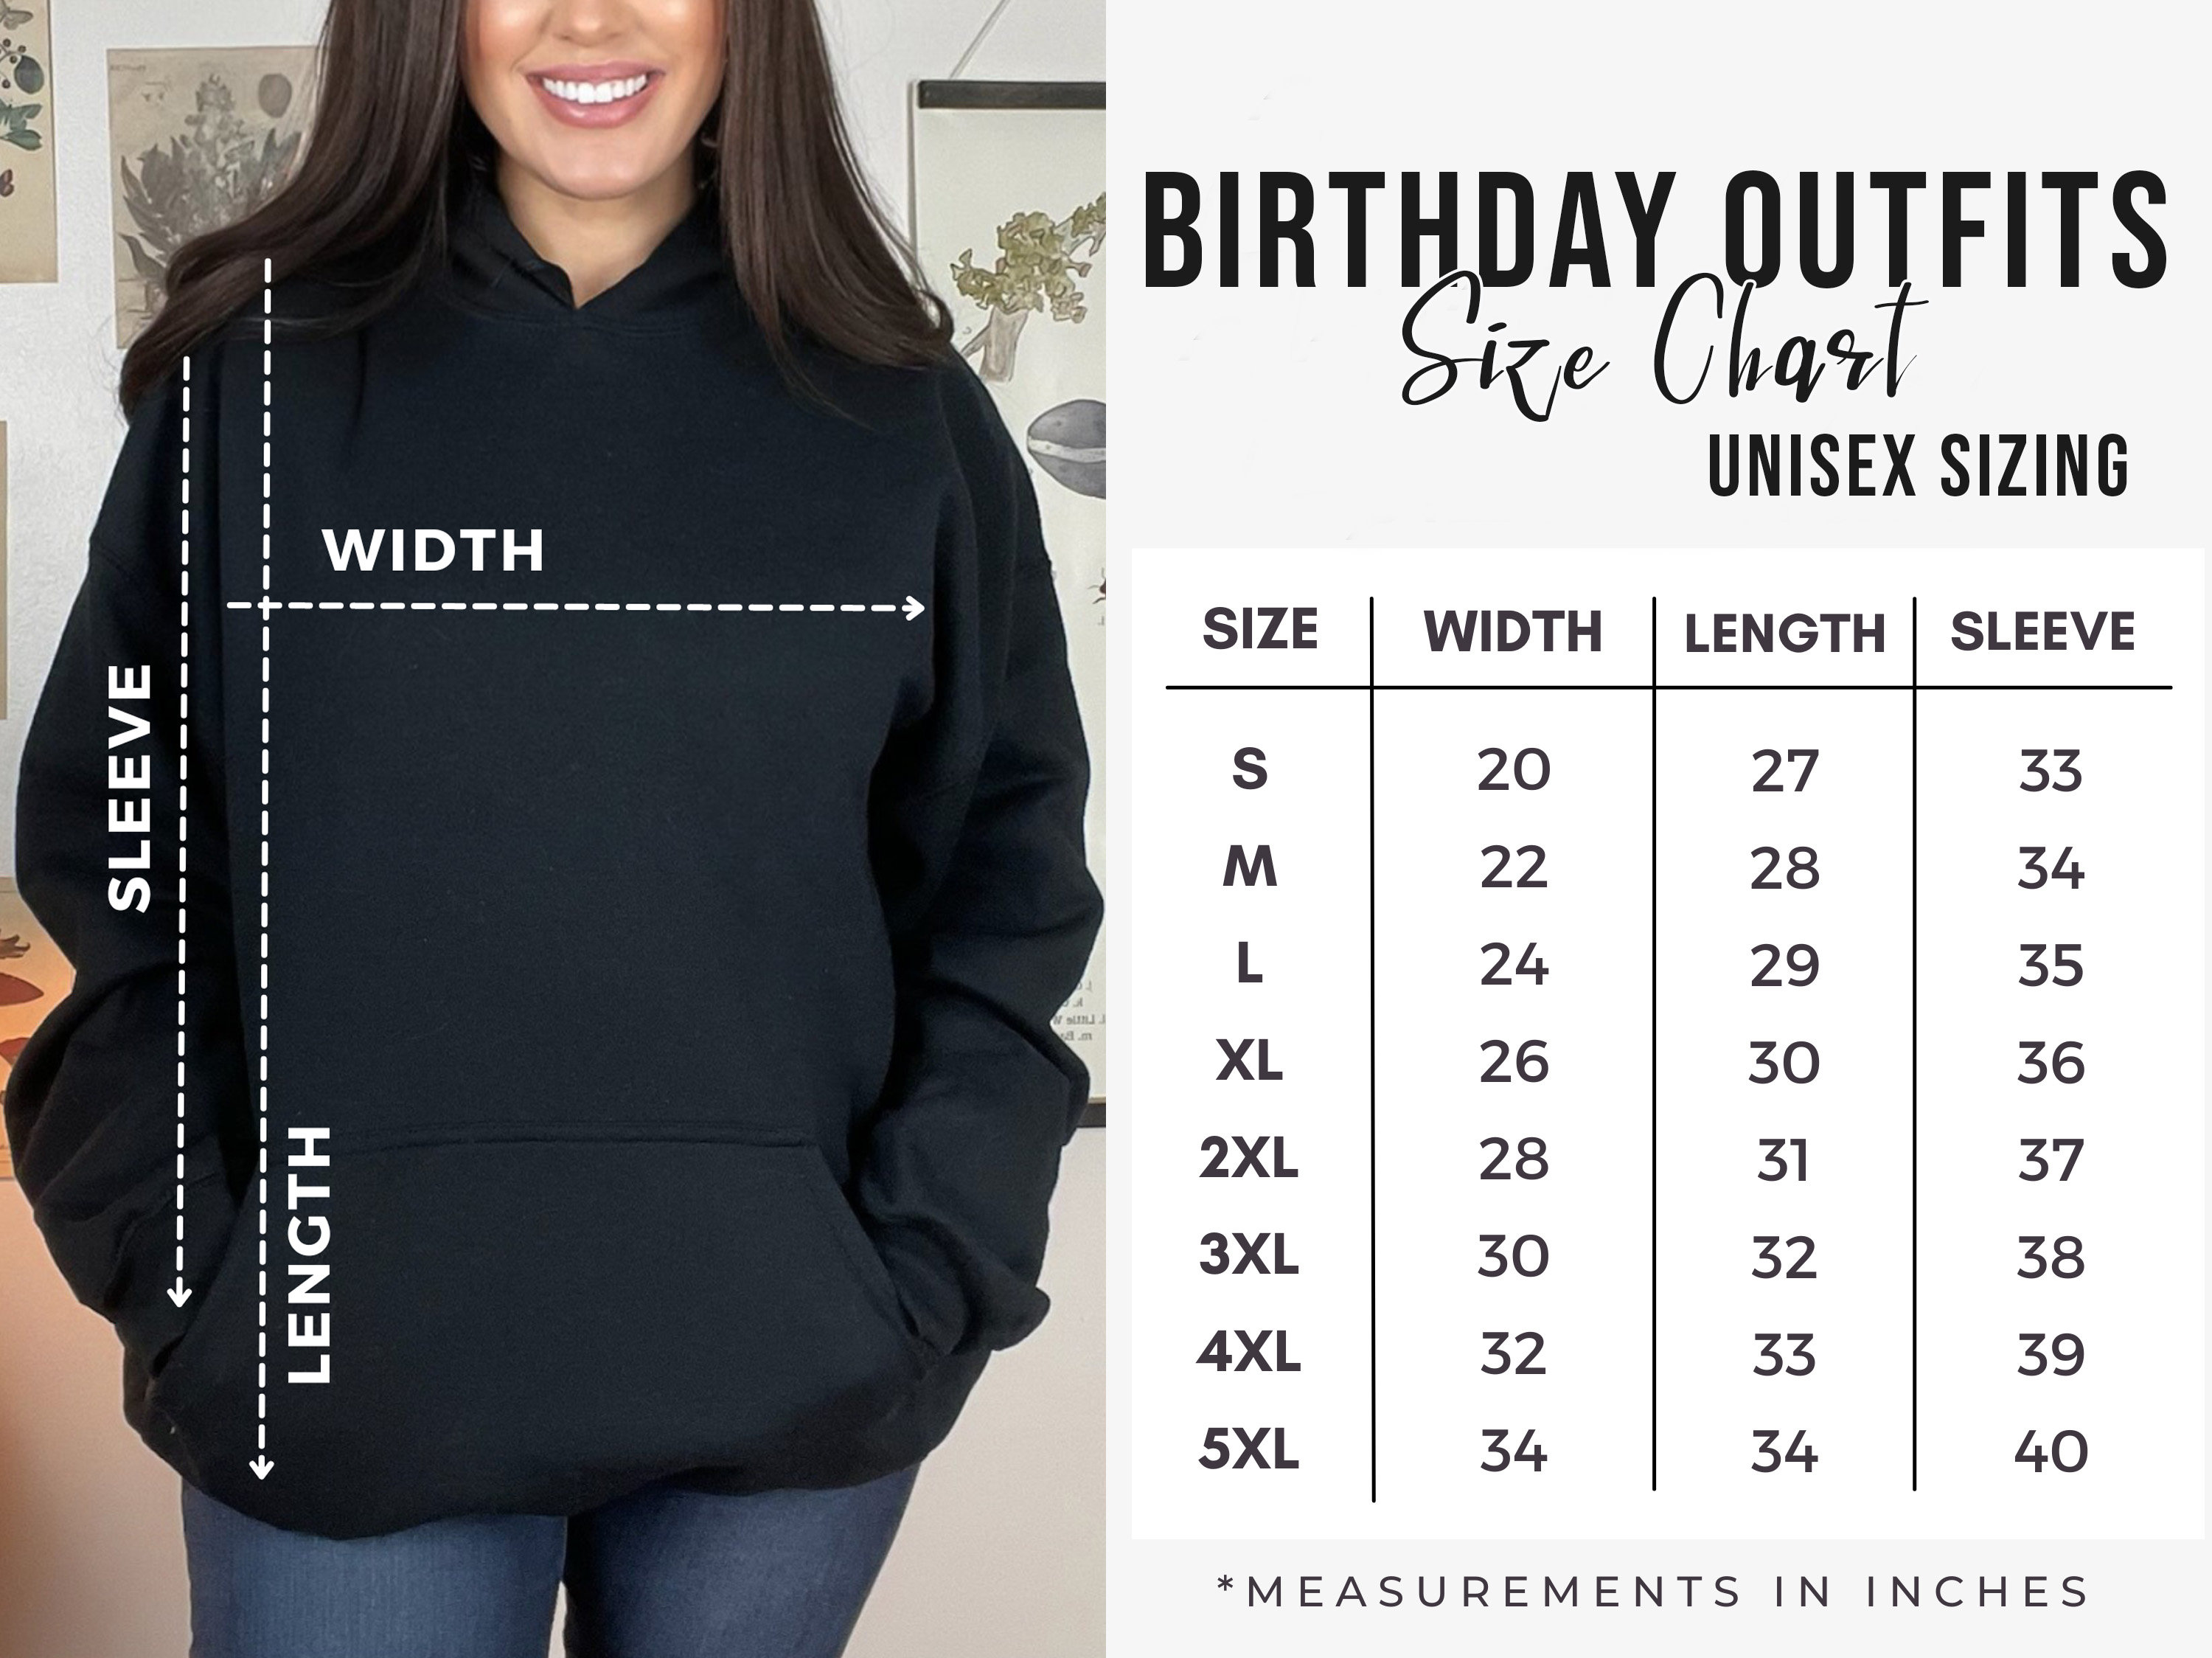 BIRTHDAY OUTFITS
Size Chart
UNISEX SIZING
WIDTH
SLEEVE
LENGTH
SIZE WIDTH LENGTH SLEEVE
S 20 27 33
M 22 28 34
L 24 29 35
XL 26 30 36
2XL 28 31 37
3XL 30 32 38
4XL 32 33 39
5XL 34 34 40
*MEASUREMENTS IN INCHES